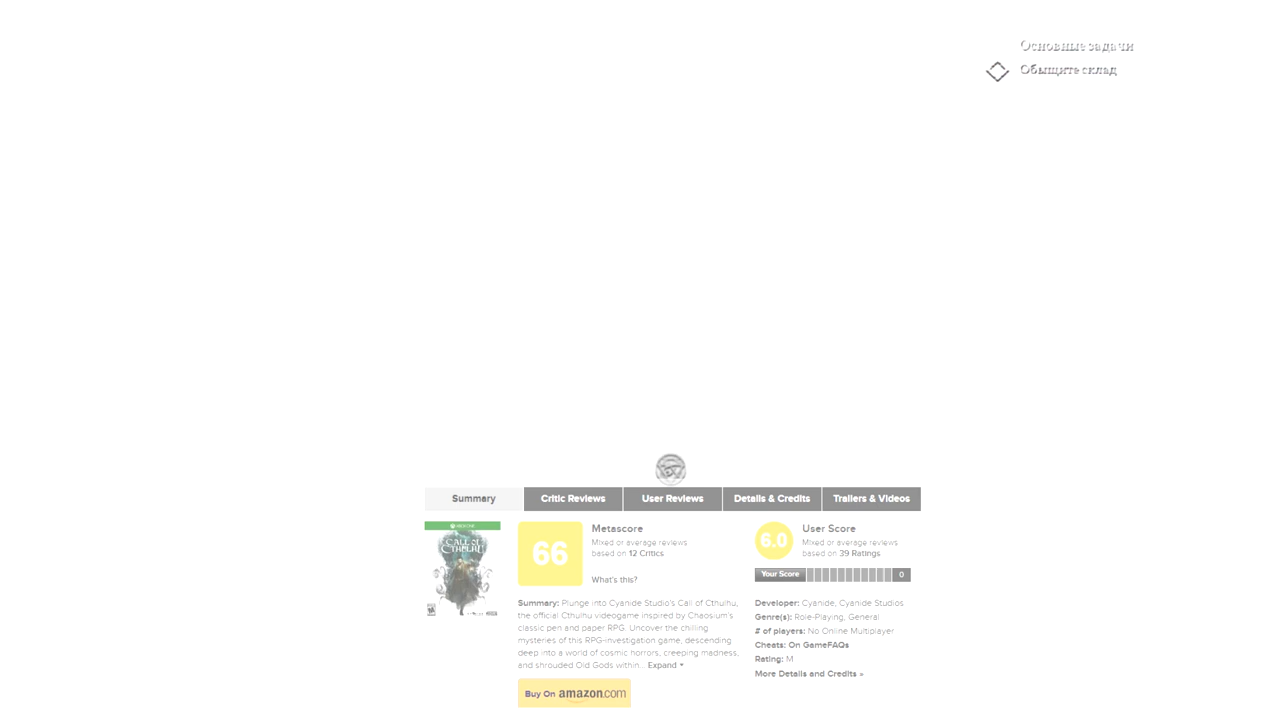 Основные задачи
Обыщите склад
Summary
Critic Reviews
User Reviews
Details & Credits
Trailers & Videos
XBOX ONE
CALL OF
CTHULHU
66
Metascore
Mixed or average reviews
based on 12 Critics
What's this?
6.0
User Score
Mixed or average reviews
based on 39 Ratings
Your Score
0
Summary: Plunge into Cyanide Studio's Call of Cthulhu,
the official Cthulhu videogame inspired by Chaosium's
classic pen and paper RPG. Uncover the chilling
mysteries of this RPG-investigation game, descending
deep into a world of cosmic horrors, creeping madness,
and shrouded Old Gods within... Expand
Buy On amazon.com
Developer: Cyanide, Cyanide Studios
Genre(s): Role-Playing, General
# of players: No Online Multiplayer
Cheats: On GameFAQs
Rating: M
More Details and Credits »